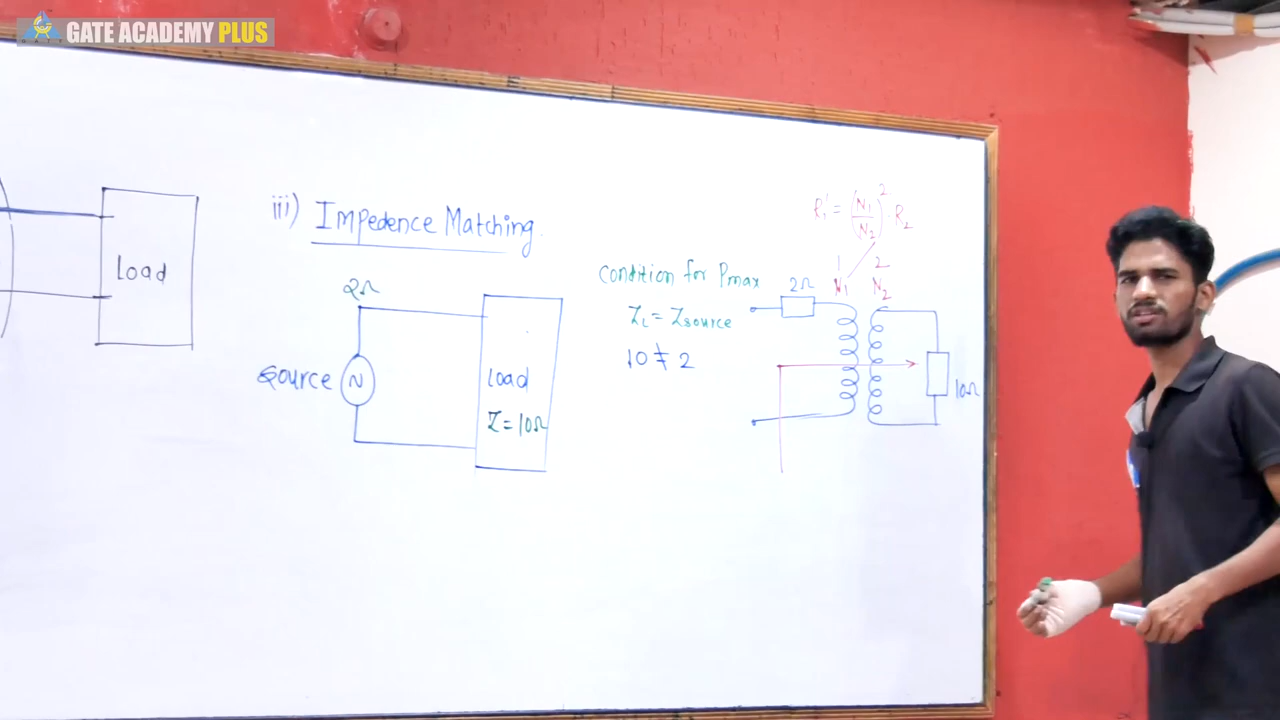 GATE ACADEMY PLUS
Load
iii) Impedence Matching.
2Ω
Source
N
Load
Z = 10Ω
Condition for Pmax
Z_L = Zsource
10 ≠ 2
R₁' = (N₁/N₂)² · R₂
1 2
N₁ N₂
2Ω
10Ω